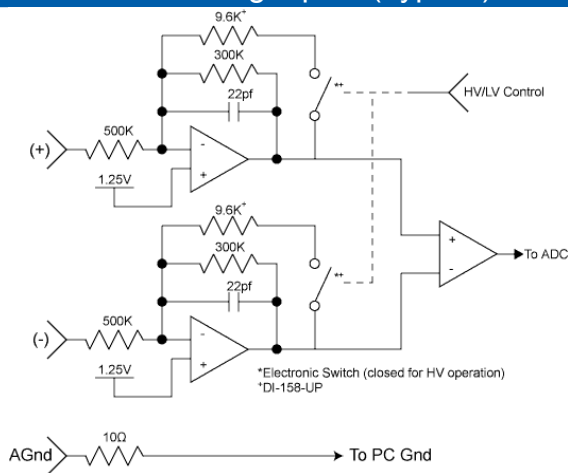 9.6K+
300K
22pf
**
HV/LV Control
500K
(+)
-
+
1.25V
9.6K+
300K
+
-
To ADC
22pf
**
500K
(-)
-
+
1.25V
*Electronic Switch (closed for HV operation)
+DI-158-UP
AGnd
10Ω
To PC Gnd